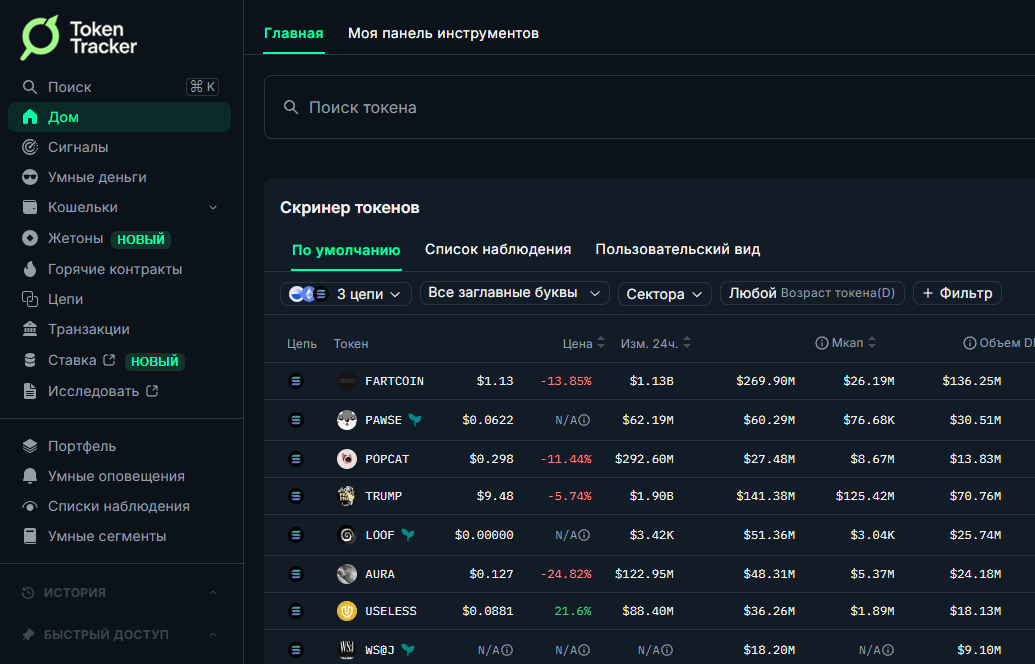 Token
Tracker
Поиск ⌘ K
Дом
Сигналы
Умные деньги
Кошельки
Жетоны НОВЫЙ
Горячие контракты
Цепи
Транзакции
Ставка НОВЫЙ
Исследовать
Портфель
Умные оповещения
Списки наблюдения
Умные сегменты
ИСТОРИЯ
БЫСТРЫЙ ДОСТУП
Главная Моя панель инструментов
Поиск токена
Скринер токенов
По умолчанию Список наблюдения Пользовательский вид
3 цепи Все заглавные буквы Сектора Любой Возраст токена(D) + Фильтр
Цепь Токен Цена Изм. 24ч. Мкап Объем DE
FARTCOIN $1.13 -13.85% $1.13B $269.90M $26.19M $136.25M
PAWSE $0.0622 N/A $62.19M $60.29M $76.68K $30.51M
POPCAT $0.298 -11.44% $292.60M $27.48M $8.67M $13.83M
TRUMP $9.48 -5.74% $1.90B $141.38M $125.42M $70.76M
LOOF $0.00000 N/A $3.42K $51.36M $3.04K $25.74M
AURA $0.127 -24.82% $122.95M $48.31M $5.37M $24.18M
USELESS $0.0881 21.6% $88.40M $36.26M $1.89M $18.13M
WS@J N/A N/A N/A $18.20M N/A $9.10M